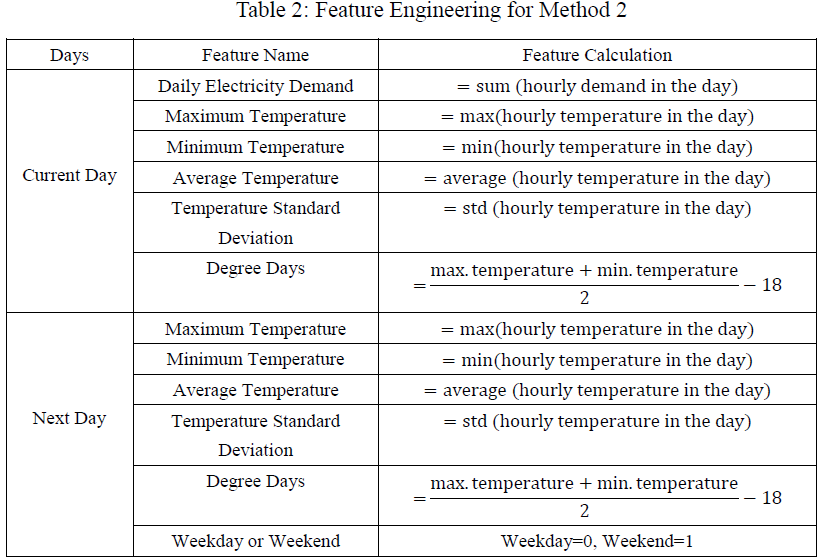 Table 2: Feature Engineering for Method 2
Days Feature Name Feature Calculation
Current Day
Daily Electricity Demand = sum (hourly demand in the day)
Maximum Temperature = max(hourly temperature in the day)
Minimum Temperature = min(hourly temperature in the day)
Average Temperature = average (hourly temperature in the day)
Temperature Standard = std (hourly temperature in the day)
Deviation
Degree Days = (max. temperature + min. temperature)/2 − 18
Next Day
Maximum Temperature = max(hourly temperature in the day)
Minimum Temperature = min(hourly temperature in the day)
Average Temperature = average (hourly temperature in the day)
Temperature Standard = std (hourly temperature in the day)
Deviation
Degree Days = (max. temperature + min. temperature)/2 − 18
Weekday or Weekend Weekday=0, Weekend=1